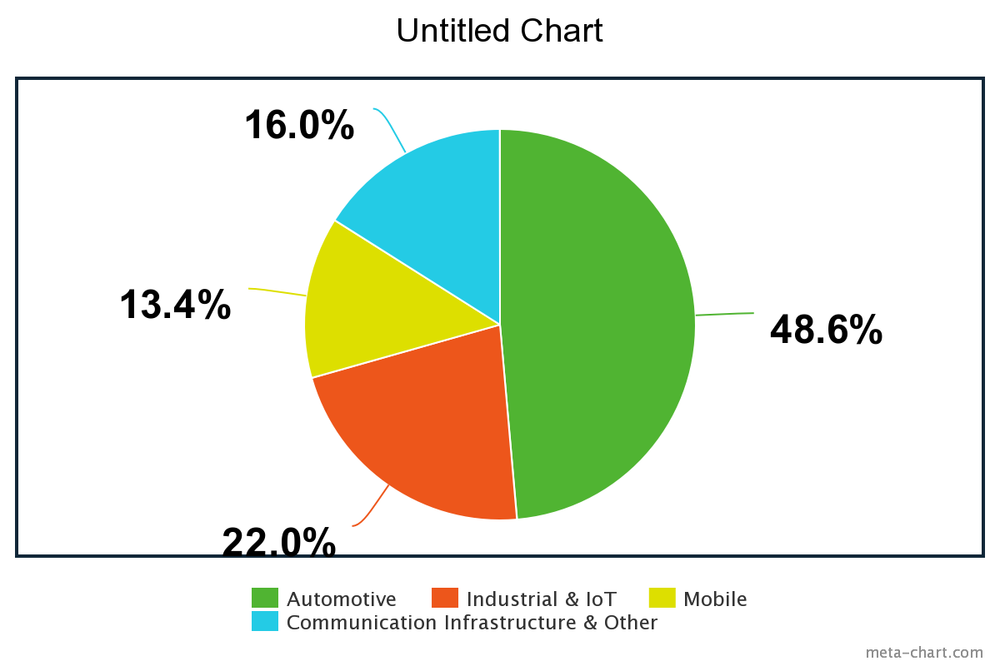 Untitled Chart
16.0%
13.4%
48.6%
22.0%
Automotive
Industrial & IoT
Mobile
Communication Infrastructure & Other
meta-chart.com